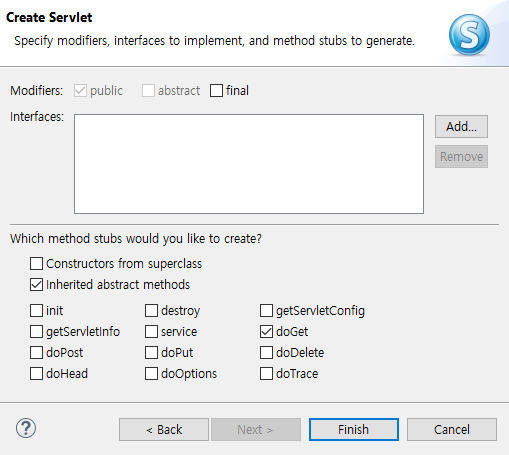 Create Servlet
Specify modifiers, interfaces to implement, and method stubs to generate.
S
Modifiers: public abstract final
Interfaces:
Add...
Remove
Which method stubs would you like to create?
Constructors from superclass
Inherited abstract methods
init destroy getServletConfig
getServletInfo service doGet
doPost doPut doDelete
doHead doOptions doTrace
? < Back Next > Finish Cancel